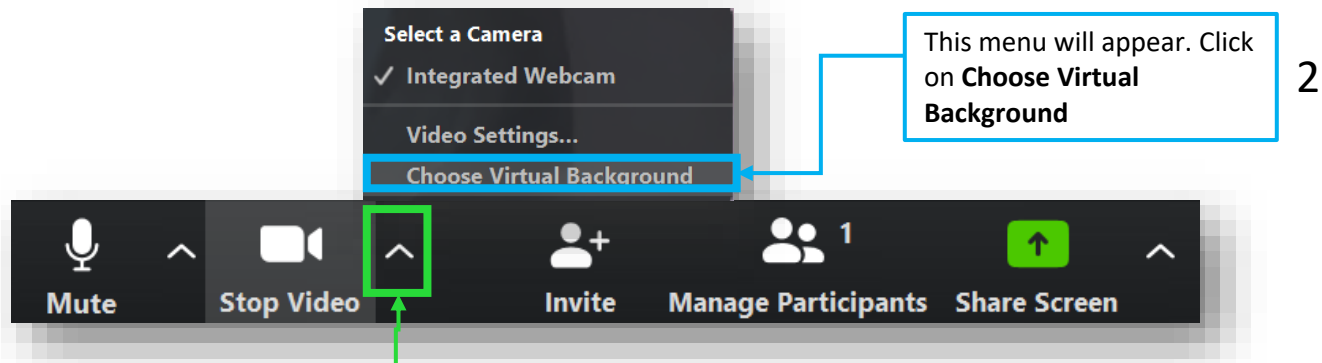 Select a Camera
✓ Integrated Webcam
Video Settings...
Choose Virtual Background
This menu will appear. Click
on Choose Virtual
Background
2
1
Mute
Stop Video
Invite
Manage Participants
Share Screen